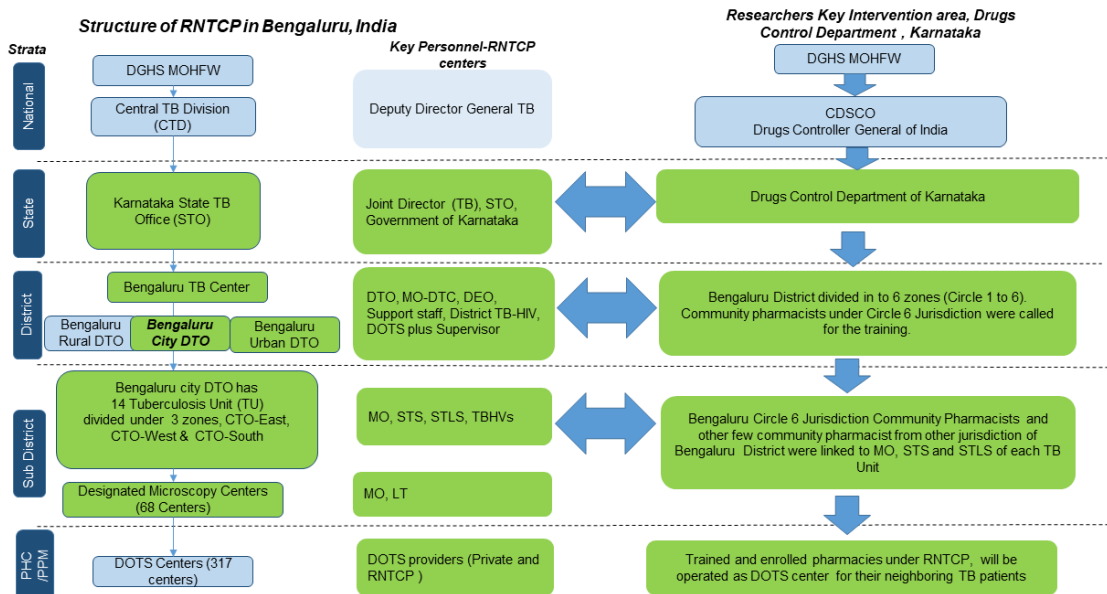 Structure of RNTCP in Bengaluru, India
Researchers Key Intervention area, Drugs
Control Department , Karnataka
Strata
Key Personnel-RNTCP
centers
National
DGHS MOHFW
Central TB Division
(CTD)
Deputy Director General TB
DGHS MOHFW
CDSCO
Drugs Controller General of India
State
Karnataka State TB
Office (STO)
Joint Director (TB), STO,
Government of Karnataka
Drugs Control Department of Karnataka
District
Bengaluru TB Center
Bengaluru
Rural DTO
Bengaluru
City DTO
Bengaluru
Urban DTO
DTO, MO-DTC, DEO,
Support staff, District TB-HIV,
DOTS plus Supervisor
Bengaluru District divided in to 6 zones (Circle 1 to 6).
Community pharmacists under Circle 6 Jurisdiction were called
for the training.
Sub District
Bengaluru city DTO has
14 Tuberculosis Unit (TU)
divided under 3 zones, CTO-East,
CTO-West & CTO-South
MO, STS, STLS, TBHVs
Bengaluru Circle 6 Jurisdiction Community Pharmacists and
other few community pharmacist from other jurisdiction of
Bengaluru District were linked to MO, STS and STLS of each TB
Unit
Designated Microscopy Centers
(68 Centers)
MO, LT
PHC
/PPM
DOTS Centers (317
centers)
DOTS providers (Private and
RNTCP )
Trained and enrolled pharmacies under RNTCP, will be
operated as DOTS center for their neighboring TB patients